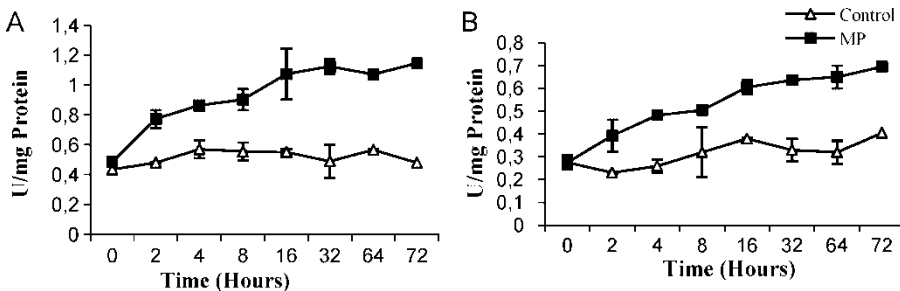 A
U/mg Protein
1,4
1,2
1
0,8
0,6
0,4
0,2
0
0 2 4 8 16 32 64 72
Time (Hours)
B
Control
MP
U/mg Protein
0,8
0,7
0,6
0,5
0,4
0,3
0,2
0,1
0
0 2 4 8 16 32 64 72
Time (Hours)